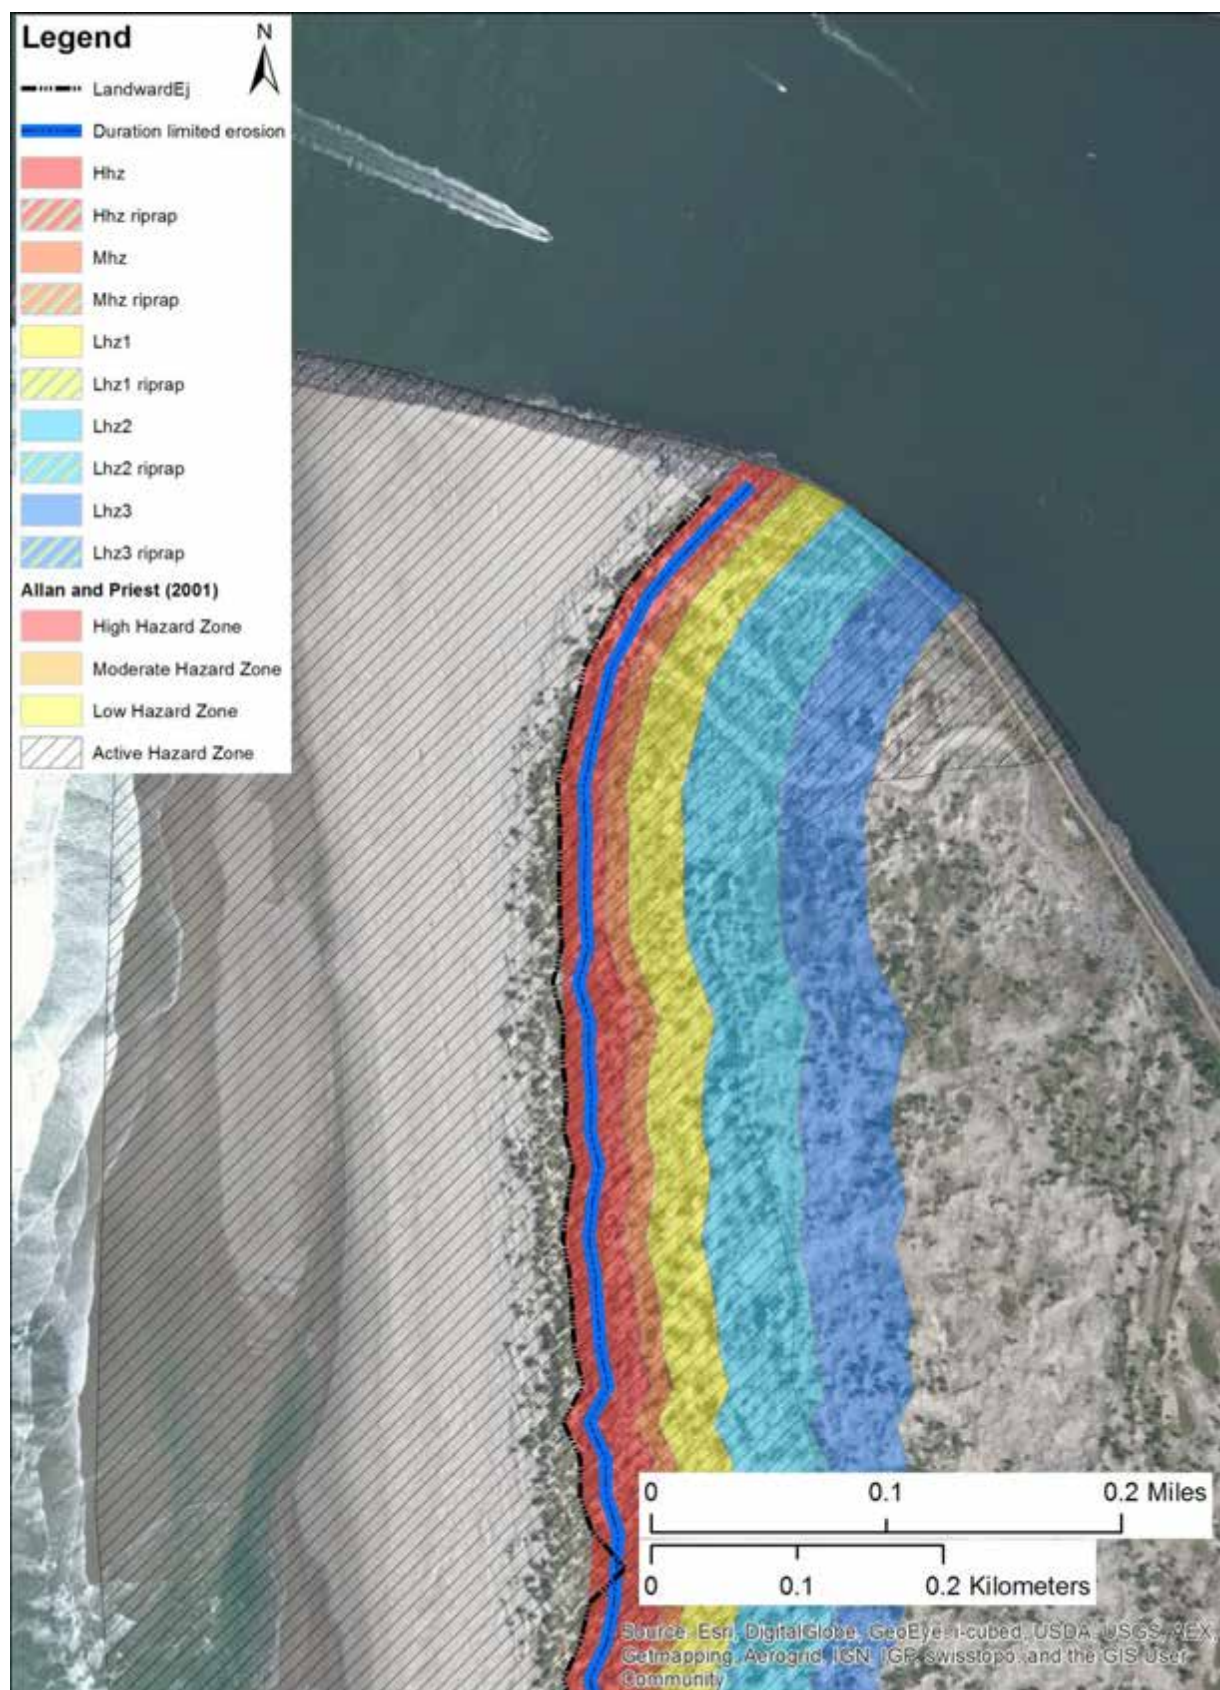 Legend
N
LandwardEj
Duration limited erosion
Hhz
Hhz riprap
Mhz
Mhz riprap
Lhz1
Lhz1 riprap
Lhz2
Lhz2 riprap
Lhz3
Lhz3 riprap
Allan and Priest (2001)
High Hazard Zone
Moderate Hazard Zone
Low Hazard Zone
Active Hazard Zone
0 0.1 0.2 Miles
0 0.1 0.2 Kilometers
Source: Esri, DigitalGlobe, GeoEye, i-cubed, USDA, USGS, AEX,
Getmapping, Aerogrid, IGN, IGP, swisstopo, and the GIS User
Community